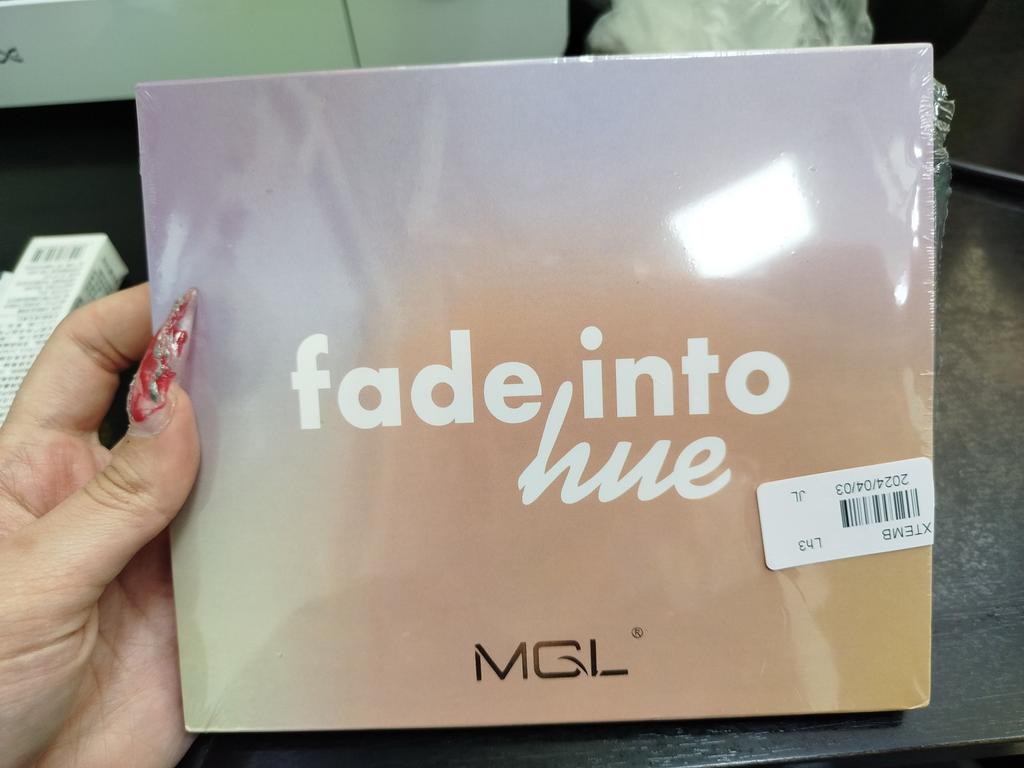 fade into
hue
MGL®
XTEMB
Lh3
2024/04/03
JL